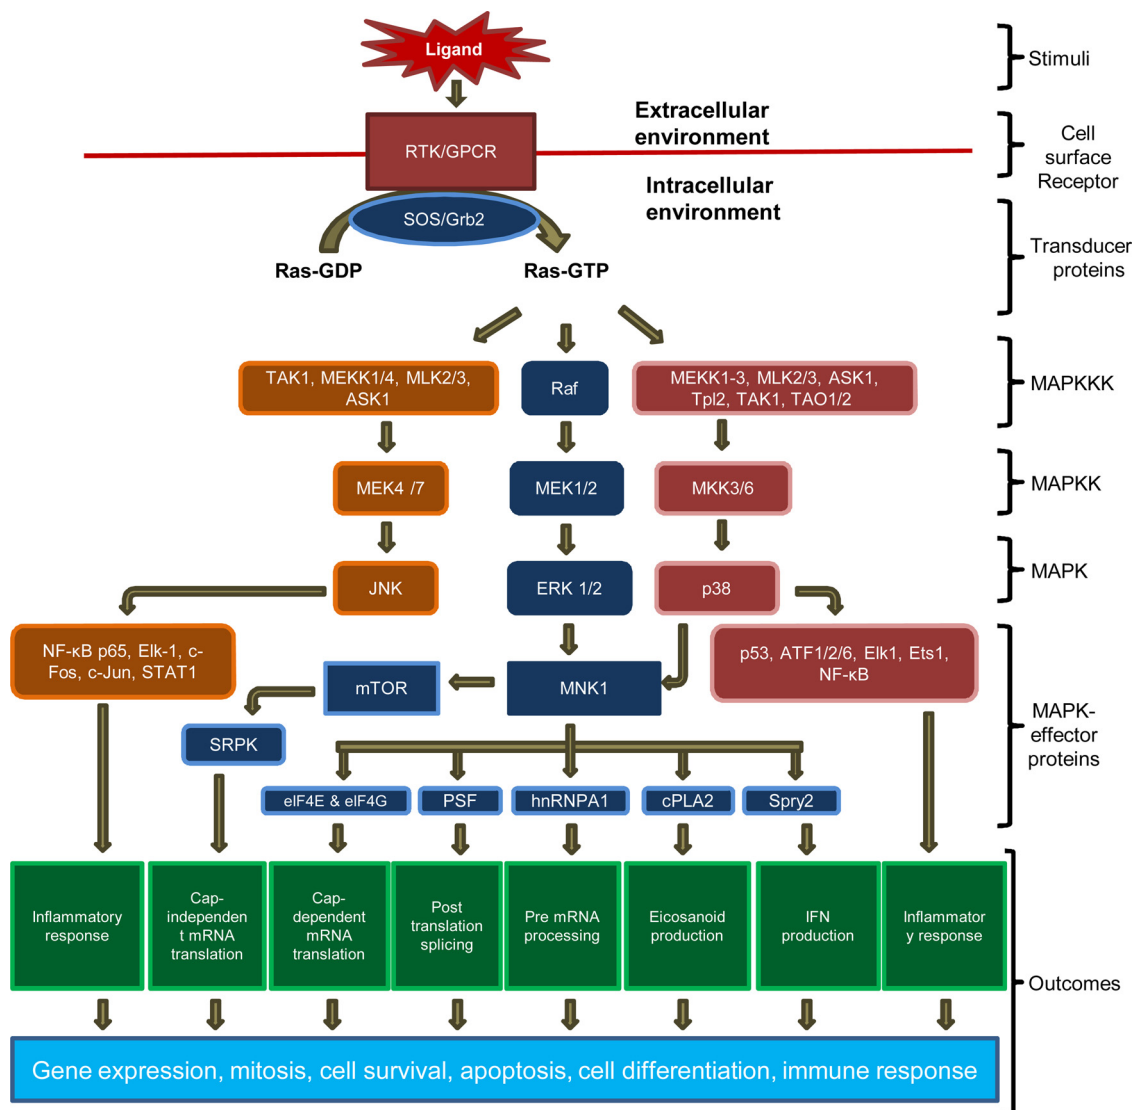 Ligand
Stimuli
Extracellular
environment
RTK/GPCR
Cell
surface
Receptor
Intracellular
environment
SOS/Grb2
Ras-GDP
Ras-GTP
Transducer
proteins
TAK1, MEKK1/4, MLK2/3,
ASK1
Raf
MEKK1-3, MLK2/3, ASK1,
Tpl2, TAK1, TAO1/2
MAPKKK
MEK4 /7
MEK1/2
MKK3/6
MAPKK
JNK
ERK 1/2
p38
MAPK
NF-κB p65, Elk-1, c-
Fos, c-Jun, STAT1
mTOR
MNK1
p53, ATF1/2/6, Elk1, Ets1,
NF-κB
SRPK
MAPK-
effector
proteins
eIF4E & eIF4G
PSF
hnRNPA1
cPLA2
Spry2
Inflammatory
response
Cap-
independen
t mRNA
translation
Cap-
dependent
mRNA
translation
Post
translation
splicing
Pre mRNA
processing
Eicosanoid
production
IFN
production
Inflammator
y response
Outcomes
Gene expression, mitosis, cell survival, apoptosis, cell differentiation, immune response